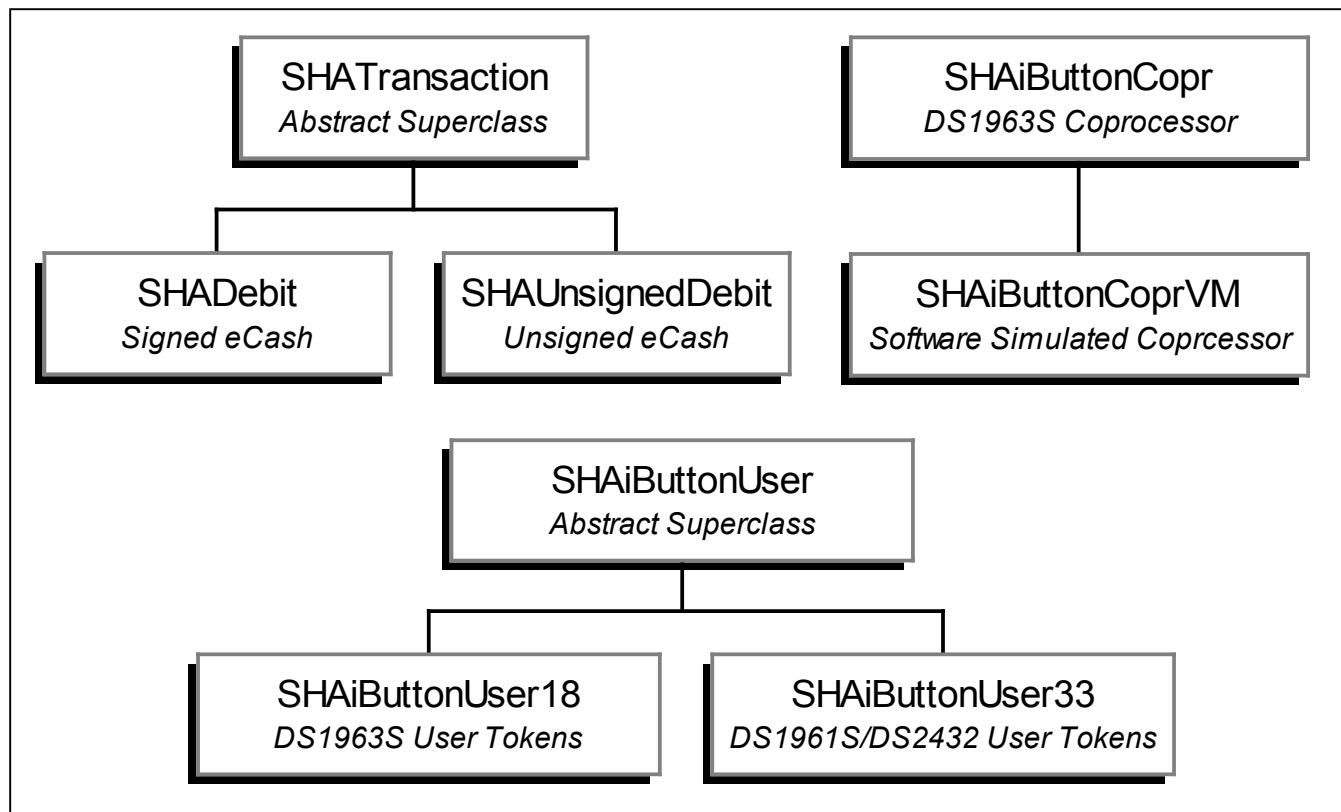 SHATransaction
Abstract Superclass
SHAiButtonCopr
DS1963S Coprocessor
SHADebit
Signed eCash
SHAUnsignedDebit
Unsigned eCash
SHAiButtonCoprVM
Software Simulated Coprcessor
SHAiButtonUser
Abstract Superclass
SHAiButtonUser18
DS1963S User Tokens
SHAiButtonUser33
DS1961S/DS2432 User Tokens